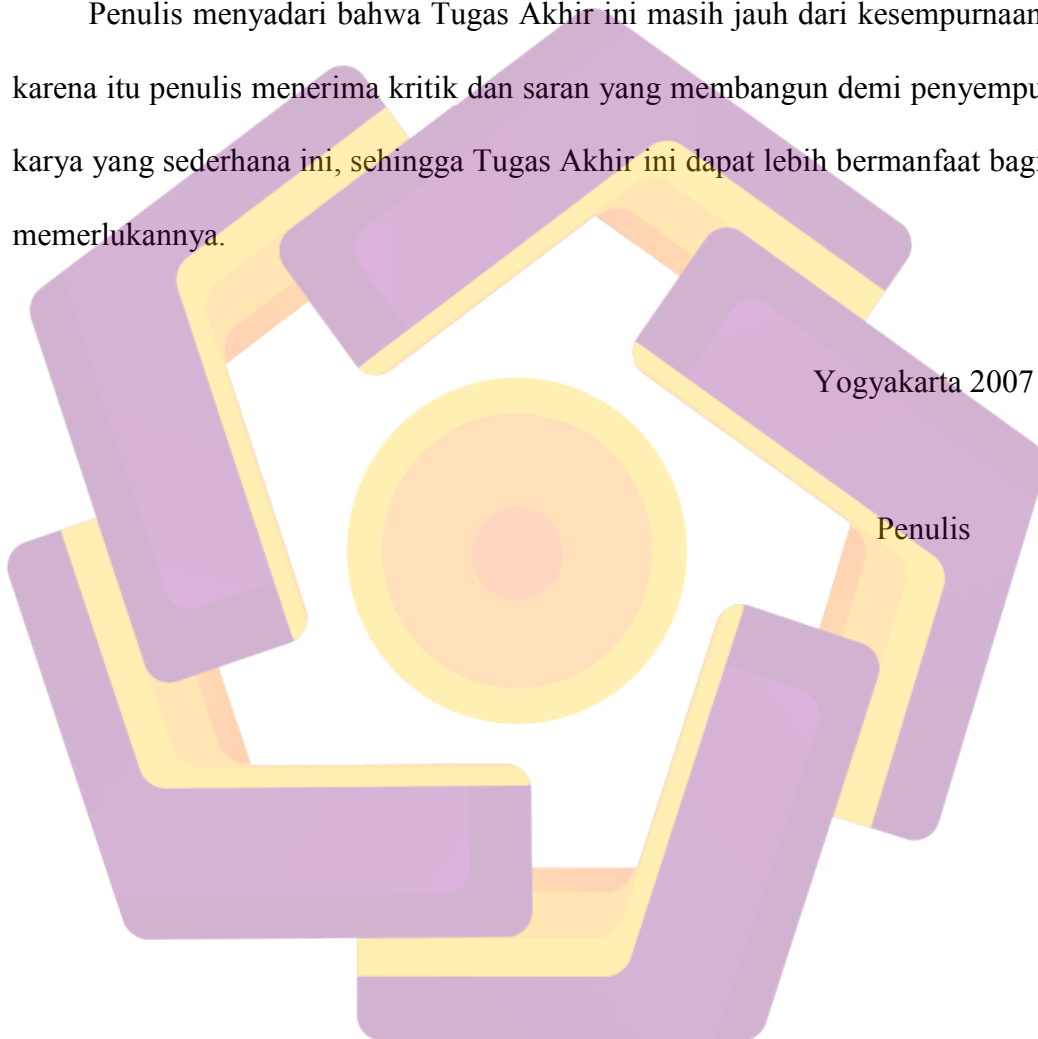 Penulis menyadari bahwa Tugas Akhir ini masih jauh dari kesempurnaan
karena itu penulis menerima kritik dan saran yang membangun demi penyempu
karya yang sederhana ini, sehingga Tugas Akhir ini dapat lebih bermanfaat bagi
memerlukannya.
Yogyakarta 2007
Penulis